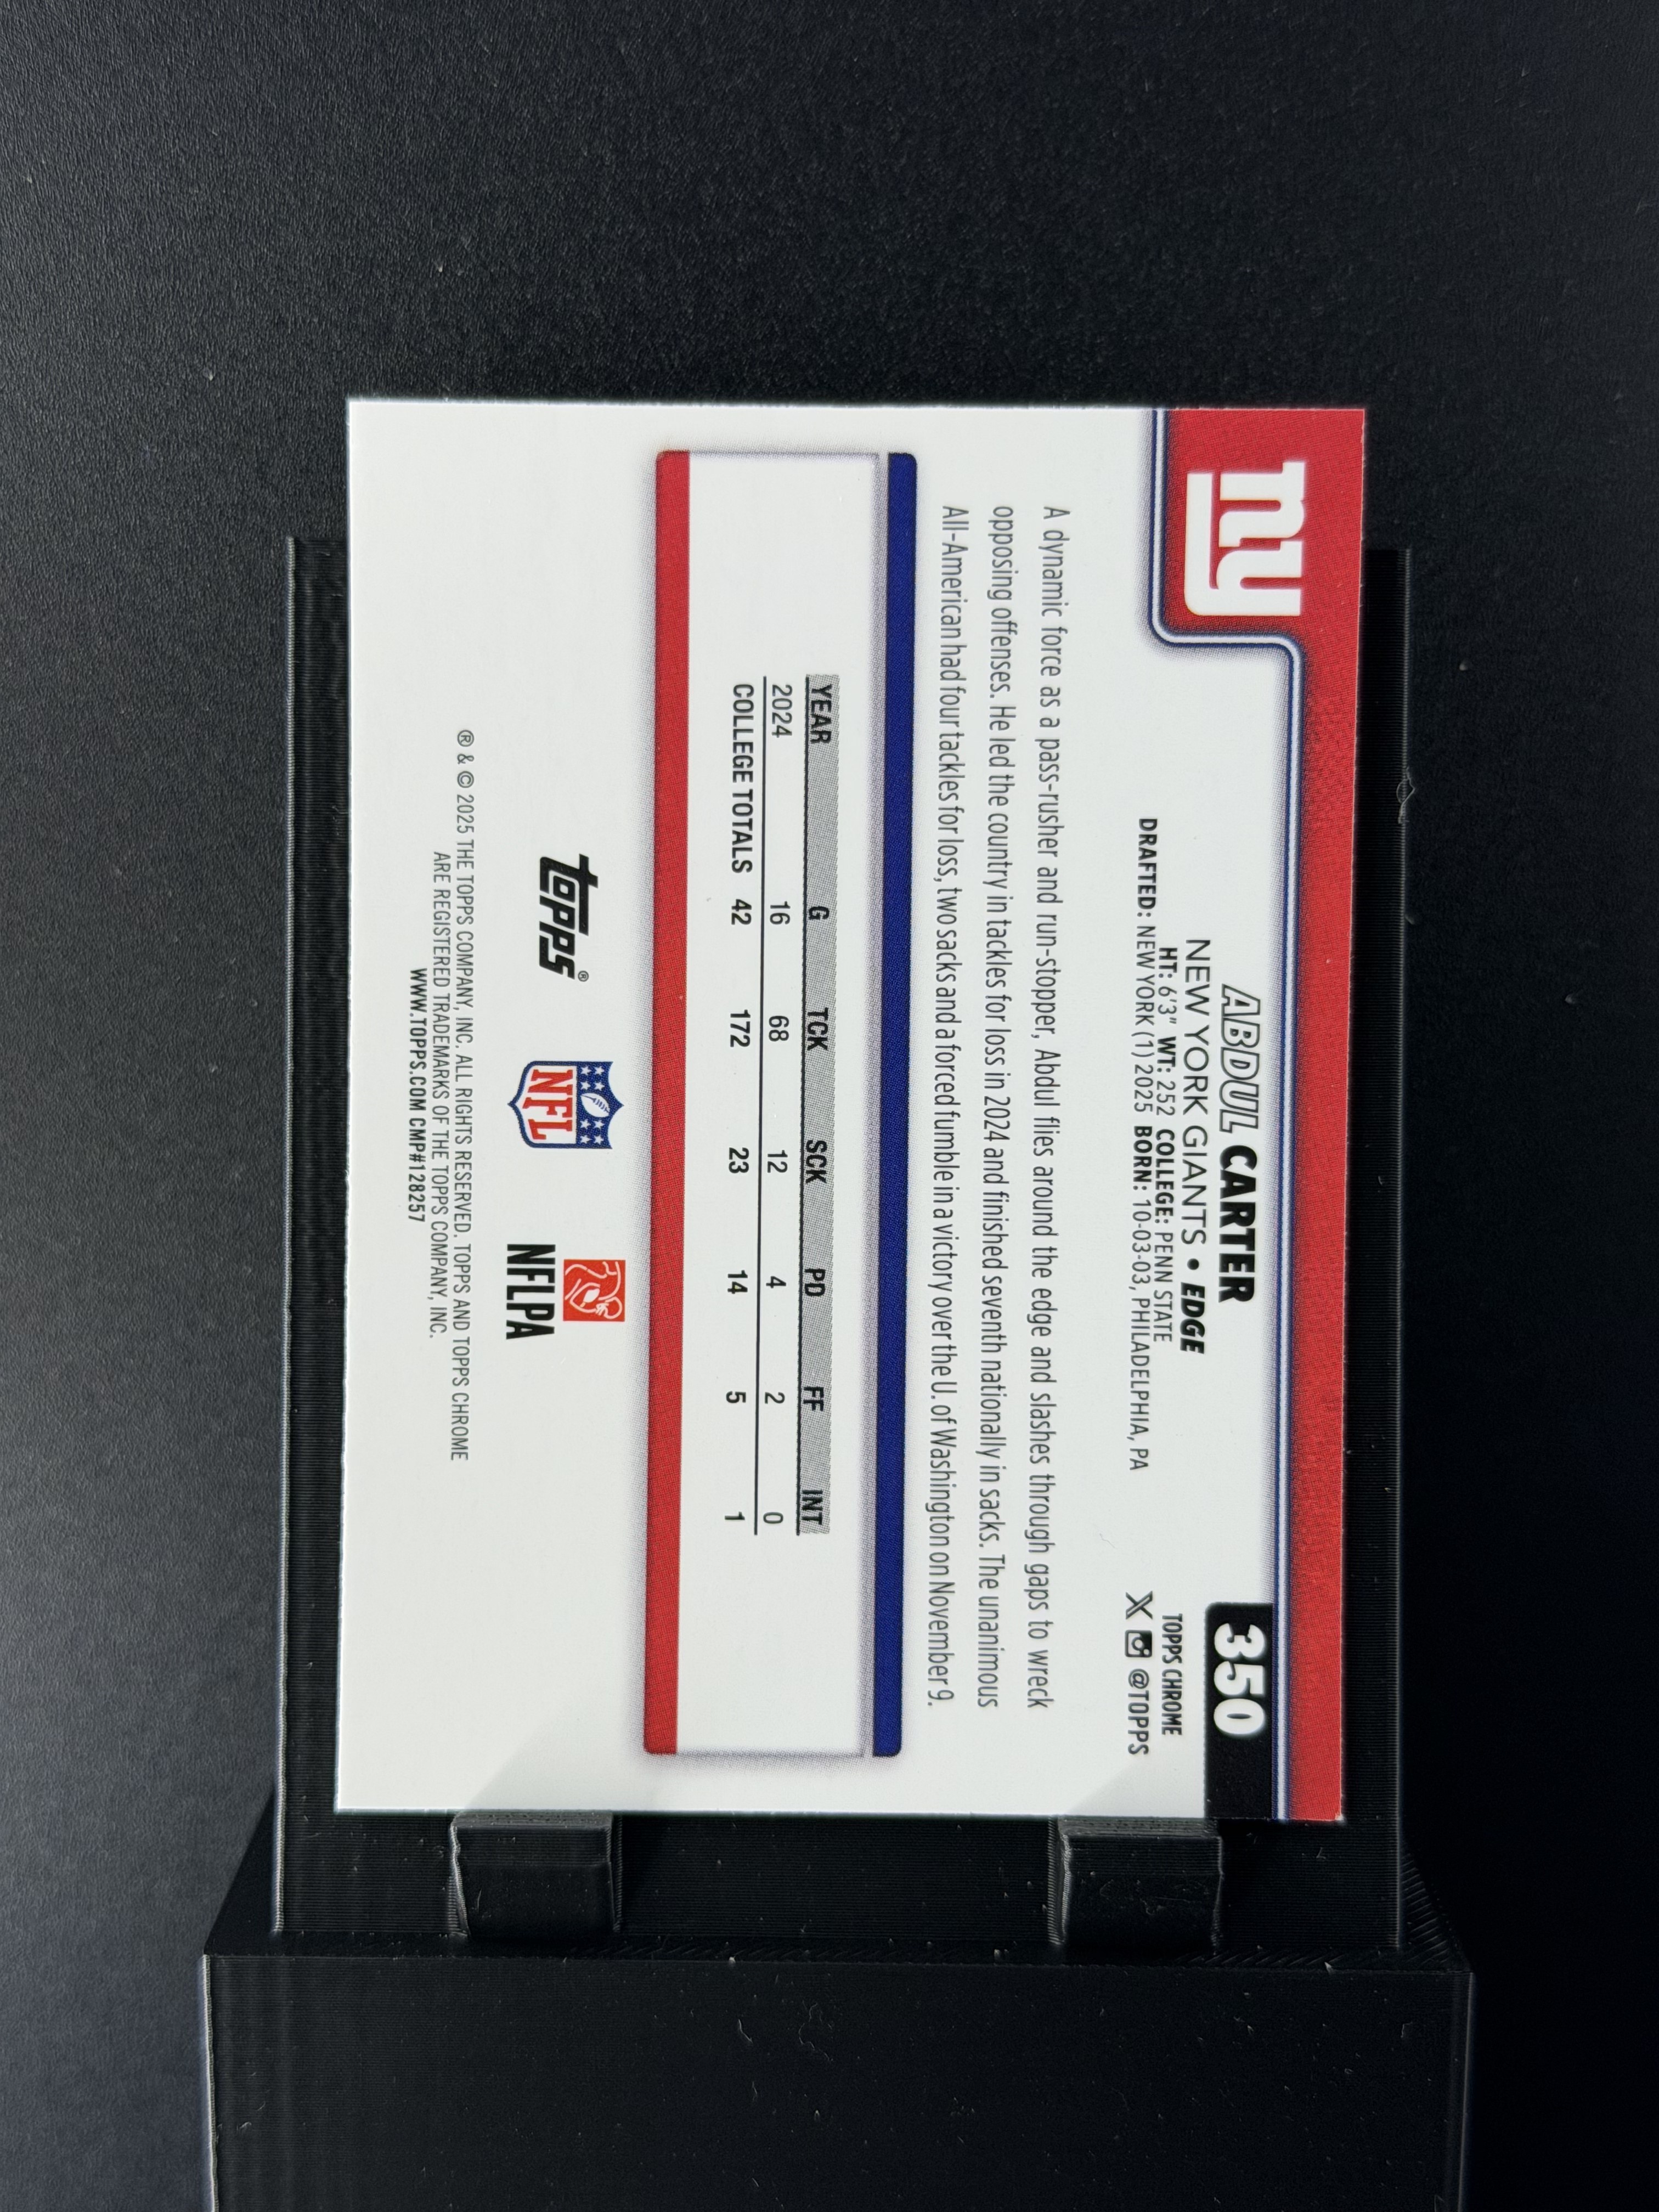 ny
350
ABDUL CARTER
NEW YORK GIANTS • EDGE
HT: 6'3" WT: 252 COLLEGE: PENN STATE
DRAFTED: NEW YORK (1) 2025 BORN: 10-03-03, PHILADELPHIA, PA
TOPPS CHROME
X @TOPPS
A dynamic force as a pass-rusher and run-stopper, Abdul flies around the edge and slashes through gaps to wreck
opposing offenses. He led the country in tackles for loss in 2024 and finished seventh nationally in sacks. The unanimous
All-American had four tackles for loss, two sacks and a forced fumble in a victory over the U. of Washington on November 9.
YEAR G TCK SCK PD FF INT
2024 16 68 12 4 2 0
COLLEGE TOTALS 42 172 23 14 5 1
topps®
NFL
NFLPA
® & © 2025 THE TOPPS COMPANY, INC. ALL RIGHTS RESERVED. TOPPS AND TOPPS CHROME
ARE REGISTERED TRADEMARKS OF THE TOPPS COMPANY, INC.
WWW.TOPPS.COM CMP#128257